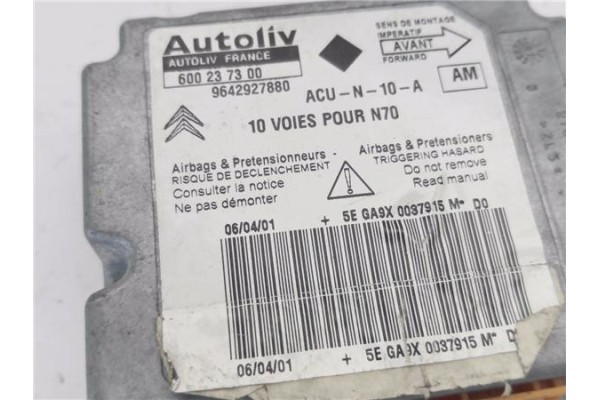 Autoliv
AUTOLIV FRANCE
600 23 73 00
9642927880
SENS DE MONTAGE
IMPERATIF
AVANT
FORWARD
ACU-N-10-A
AM
10 VOIES POUR N70
Airbags & Pretensionneurs
RISQUE DE DECLENCHEMENT
Consulter la notice
Ne pas démonter
Airbags & Pretensioners
TRIGGERING HASARD
Do not remove
Read manual
06/04/01 + 5E GA9X 0037915 M" D0
06/04/01 + 5E GA9X 0037915 M"